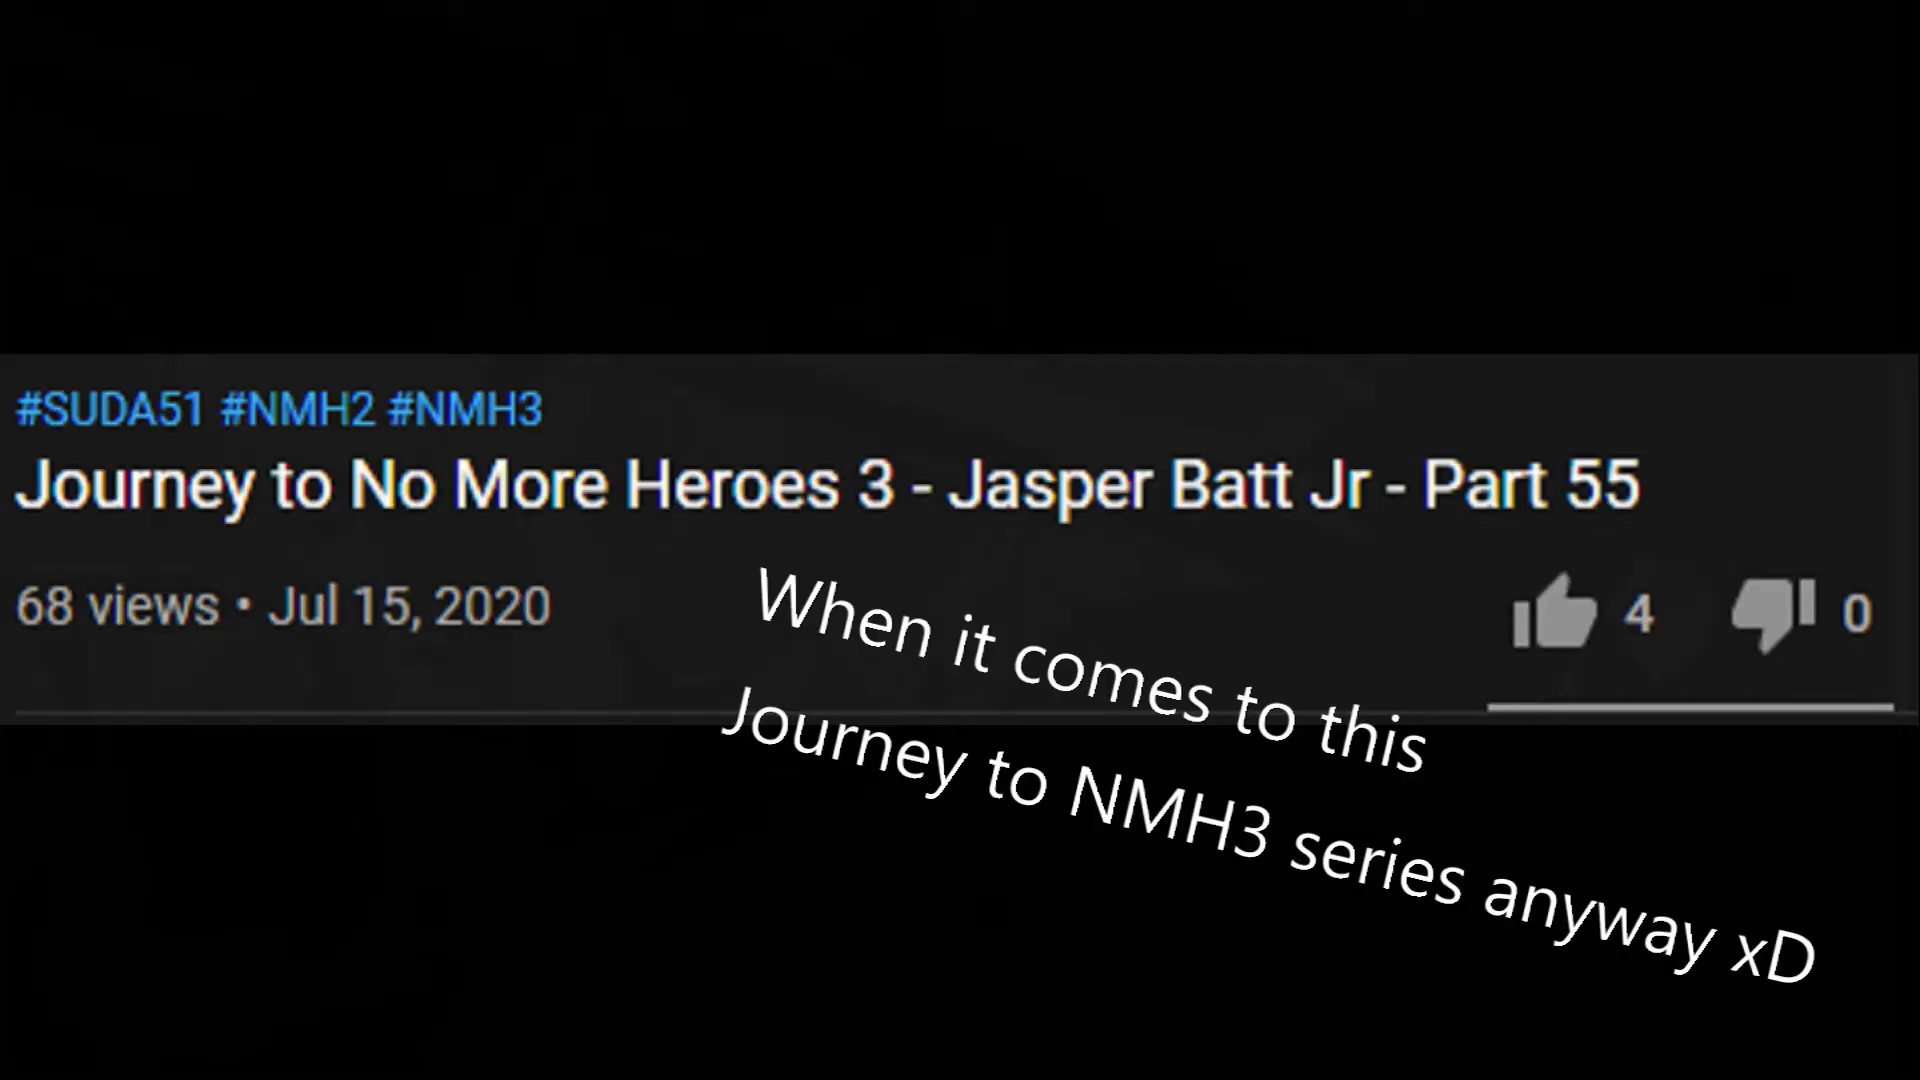 #SUDA51 #NMH2 #NMH3
Journey to No More Heroes 3 - Jasper Batt Jr - Part 55
68 views • Jul 15, 2020
4 0
When it comes to this
Journey to NMH3 series anyway xD